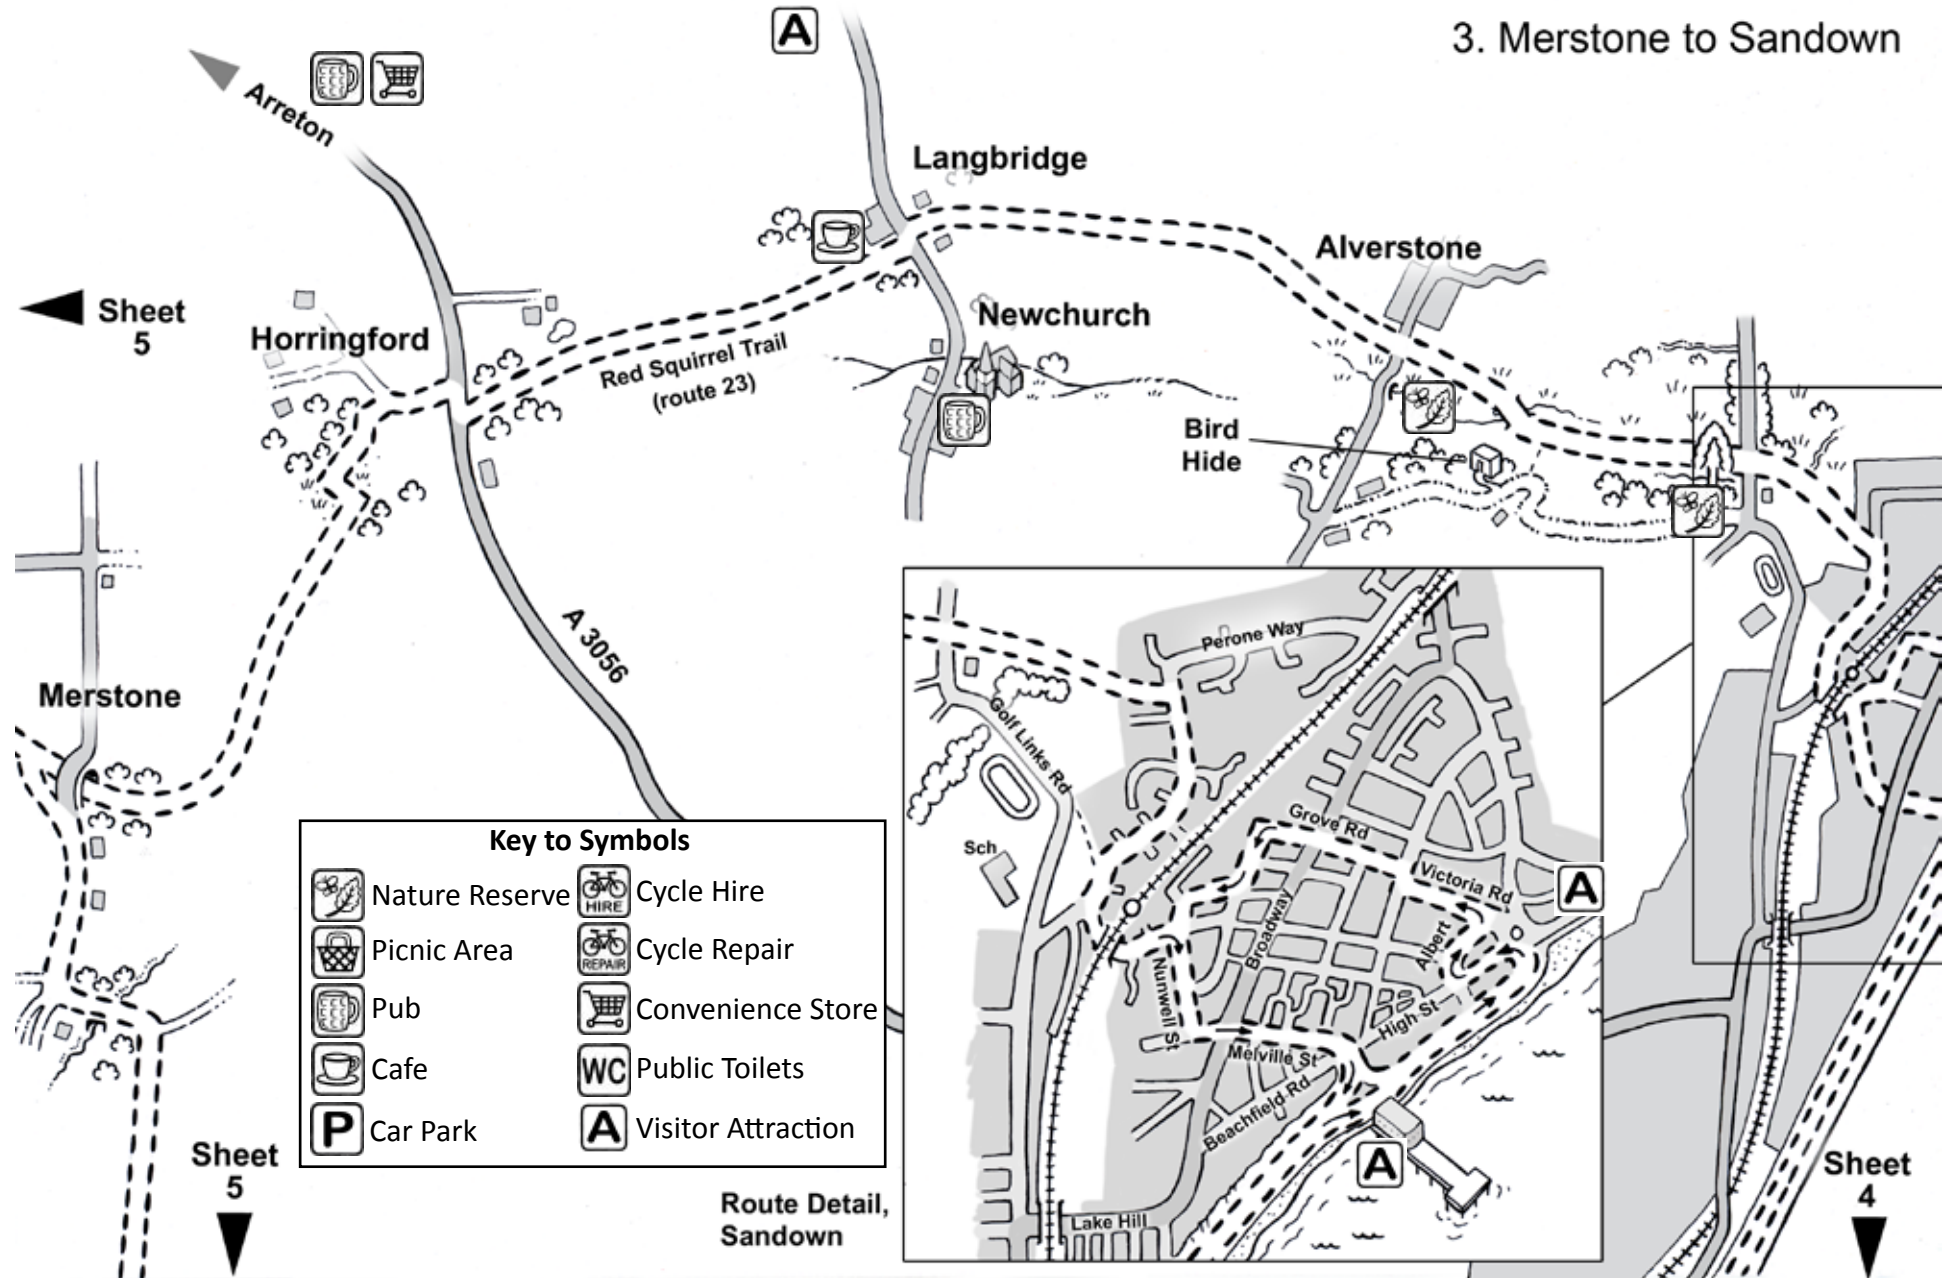 3. Merstone to Sandown
A
Arreton
Langbridge
Alverstone
Sheet
5
Horringford
Newchurch
Red Squirrel Trail
(route 23)
Bird
Hide
A 3056
Merstone
Key to Symbols
Nature Reserve
HIRE
Cycle Hire
Picnic Area
REPAIR
Cycle Repair
Pub
Convenience Store
Cafe
WC
Public Toilets
P
Car Park
A
Visitor Attraction
Sheet
5
Route Detail,
Sandown
Perone Way
Golf Links Rd
Sch
Grove Rd
Victoria Rd
A
Broadway
Albert
Nunwell St
High St
Melville St
Beachfield Rd
A
Lake Hill
Sheet
4